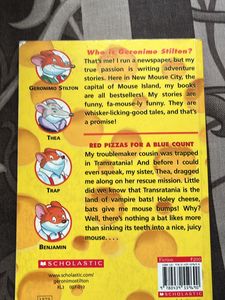 Who is Geronimo Stilton?
That's me! I run a newspaper, but my
true passion is writing adventure
stories. Here in New Mouse City, the
capital of Mouse Island, my books
are all bestsellers! My stories are
funny, fa-mouse-ly funny. They are
whisker-licking-good tales, and that's
a promise!
GERONIMO STILTON
THEA
TRAP
BENJAMIN
RED PIZZAS FOR A BLUE COUNT
My troublemaker cousin was trapped
in Transratania! And before I could
even squeak, my sister, Thea, dragged
me along on her rescue mission. Little
did we know that Transratania is the
land of vampire bats! Holey cheese,
bats give me mouse bumps! Why?
Well, there's nothing a bat likes more
than sinking its teeth into a nice, juicy
mouse. . . .
SCHOLASTIC
www.scholastic.com/
geronimostilton
Fiction
SCHOLASTIC